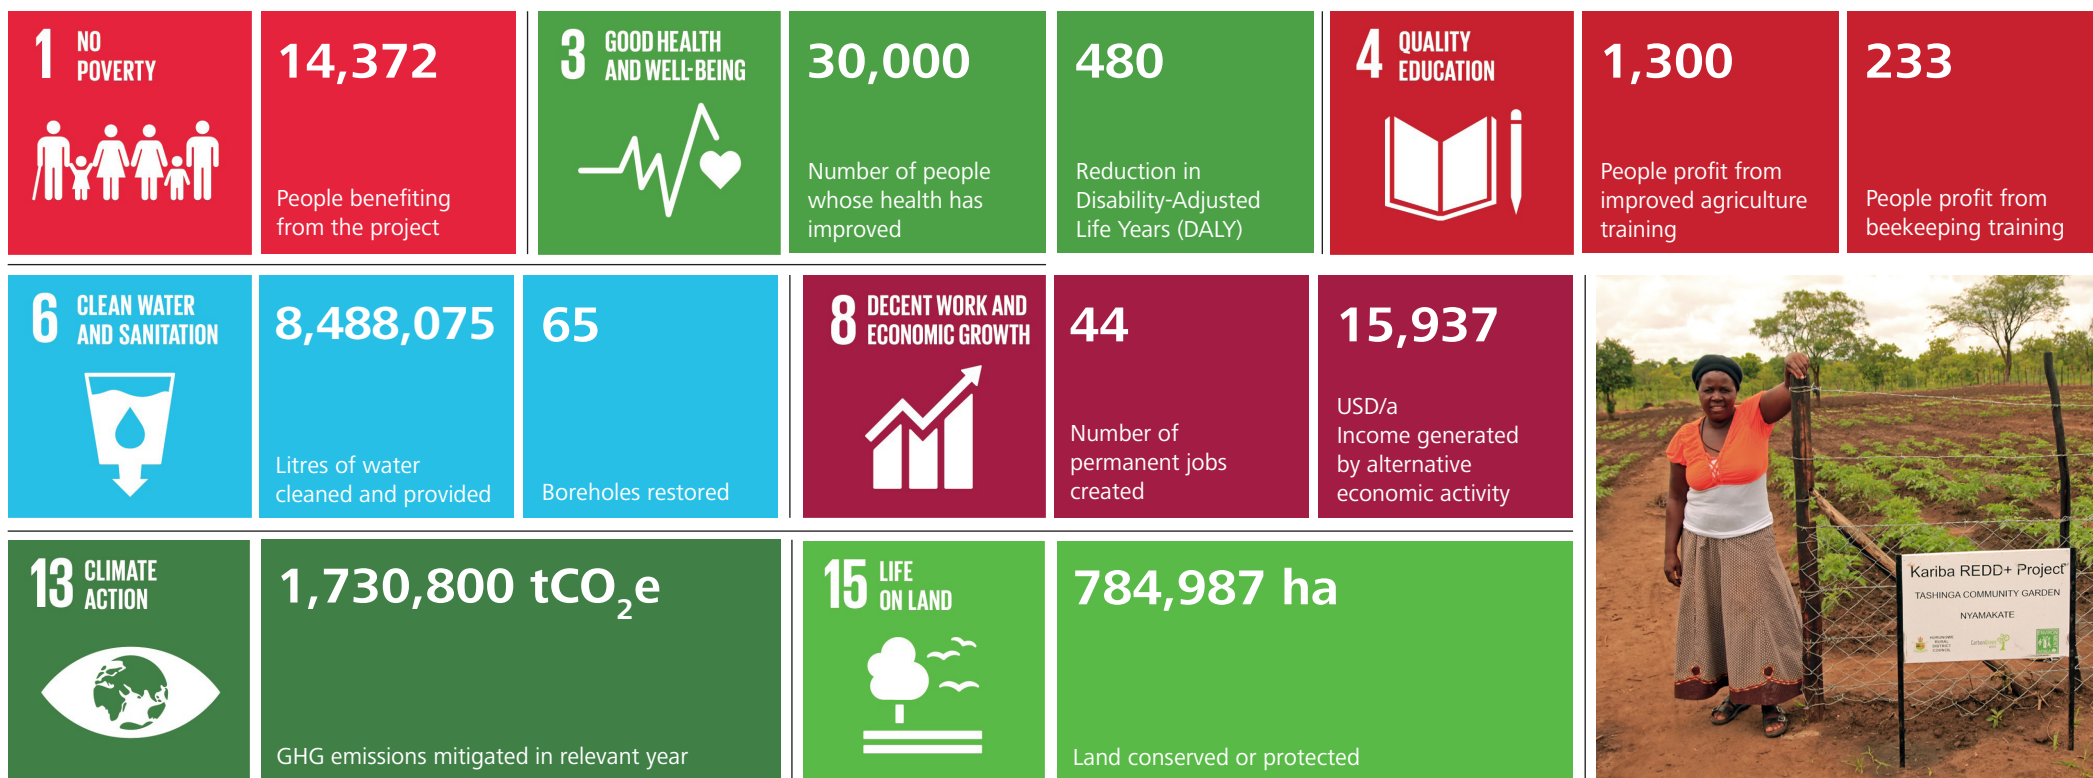 1 NO
POVERTY
14,372
People benefiting
from the project
3 GOOD HEALTH
AND WELL-BEING
30,000
Number of people
whose health has
improved
480
Reduction in
Disability-Adjusted
Life Years (DALY)
4 QUALITY
EDUCATION
1,300
People profit from
improved agriculture
training
233
People profit from
beekeeping training
6 CLEAN WATER
AND SANITATION
8,488,075
Litres of water
cleaned and provided
65
Boreholes restored
8 DECENT WORK AND
ECONOMIC GROWTH
44
Number of
permanent jobs
created
15,937
USD/a
Income generated
by alternative
economic activity
Kariba REDD+ Project
TASHINGA COMMUNITY GARDEN
NYAMAKATE
13 CLIMATE
ACTION
1,730,800 tCO₂e
GHG emissions mitigated in relevant year
15 LIFE
ON LAND
784,987 ha
Land conserved or protected